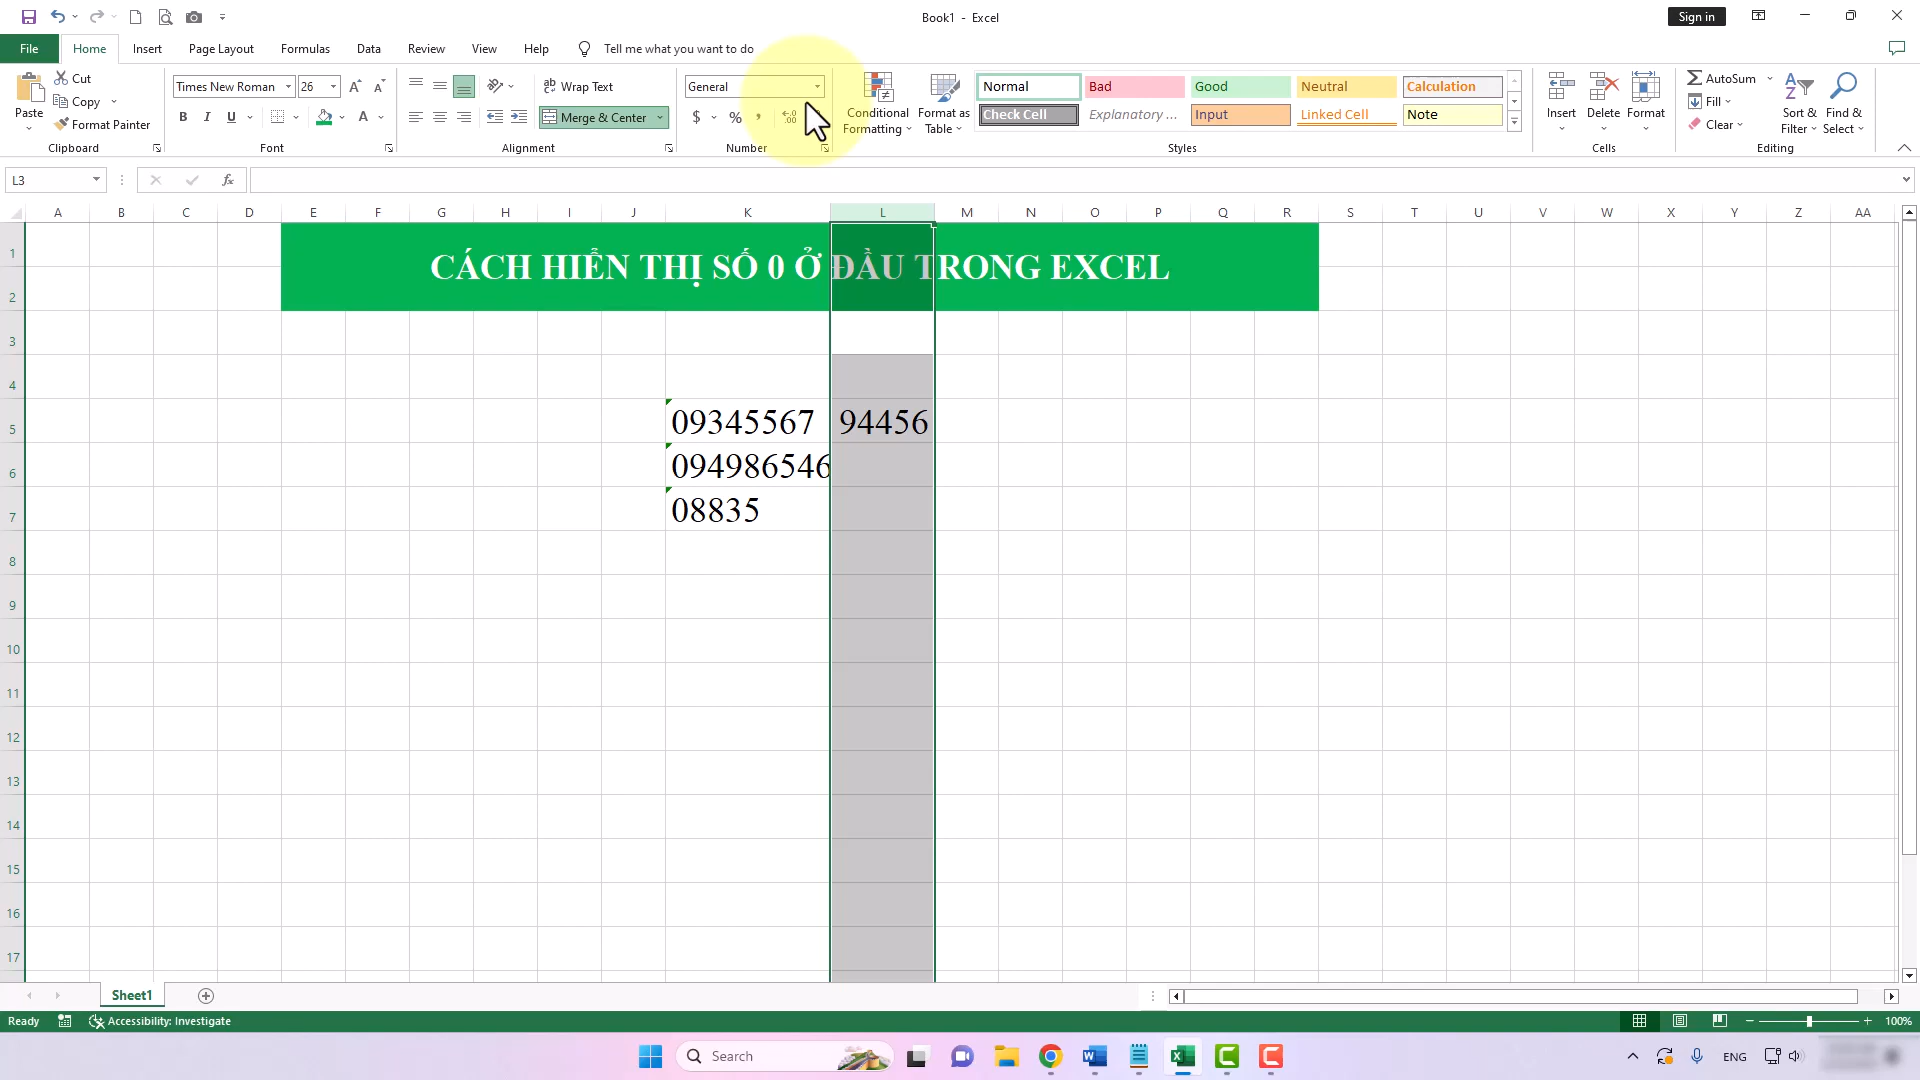 Book1 - Excel
Sign in
File Home Insert Page Layout Formulas Data Review View Help Tell me what you want to do
Paste
Cut
Copy
Format Painter
Clipboard
Times New Roman 26
B I U A
Font
Wrap Text
Merge & Center
Alignment
General
$ % ,
Number
Conditional Formatting
Format as Table
Normal Bad Good Neutral Calculation
Check Cell Explanatory ... Input Linked Cell Note
Styles
Insert Delete Format
Cells
AutoSum
Fill
Clear
Sort & Filter
Find & Select
Editing
L3 fx
A B C D E F G H I J K L M N O P Q R S T U V W X Y Z AA
1
CÁCH HIỂN THỊ SỐ 0 Ở ĐẦU TRONG EXCEL
2
3
4
5 09345567 94456
6 094986546
7 08835
8
9
10
11
12
13
14
15
16
17
Sheet1
Ready Accessibility: Investigate 100%
Search ENG